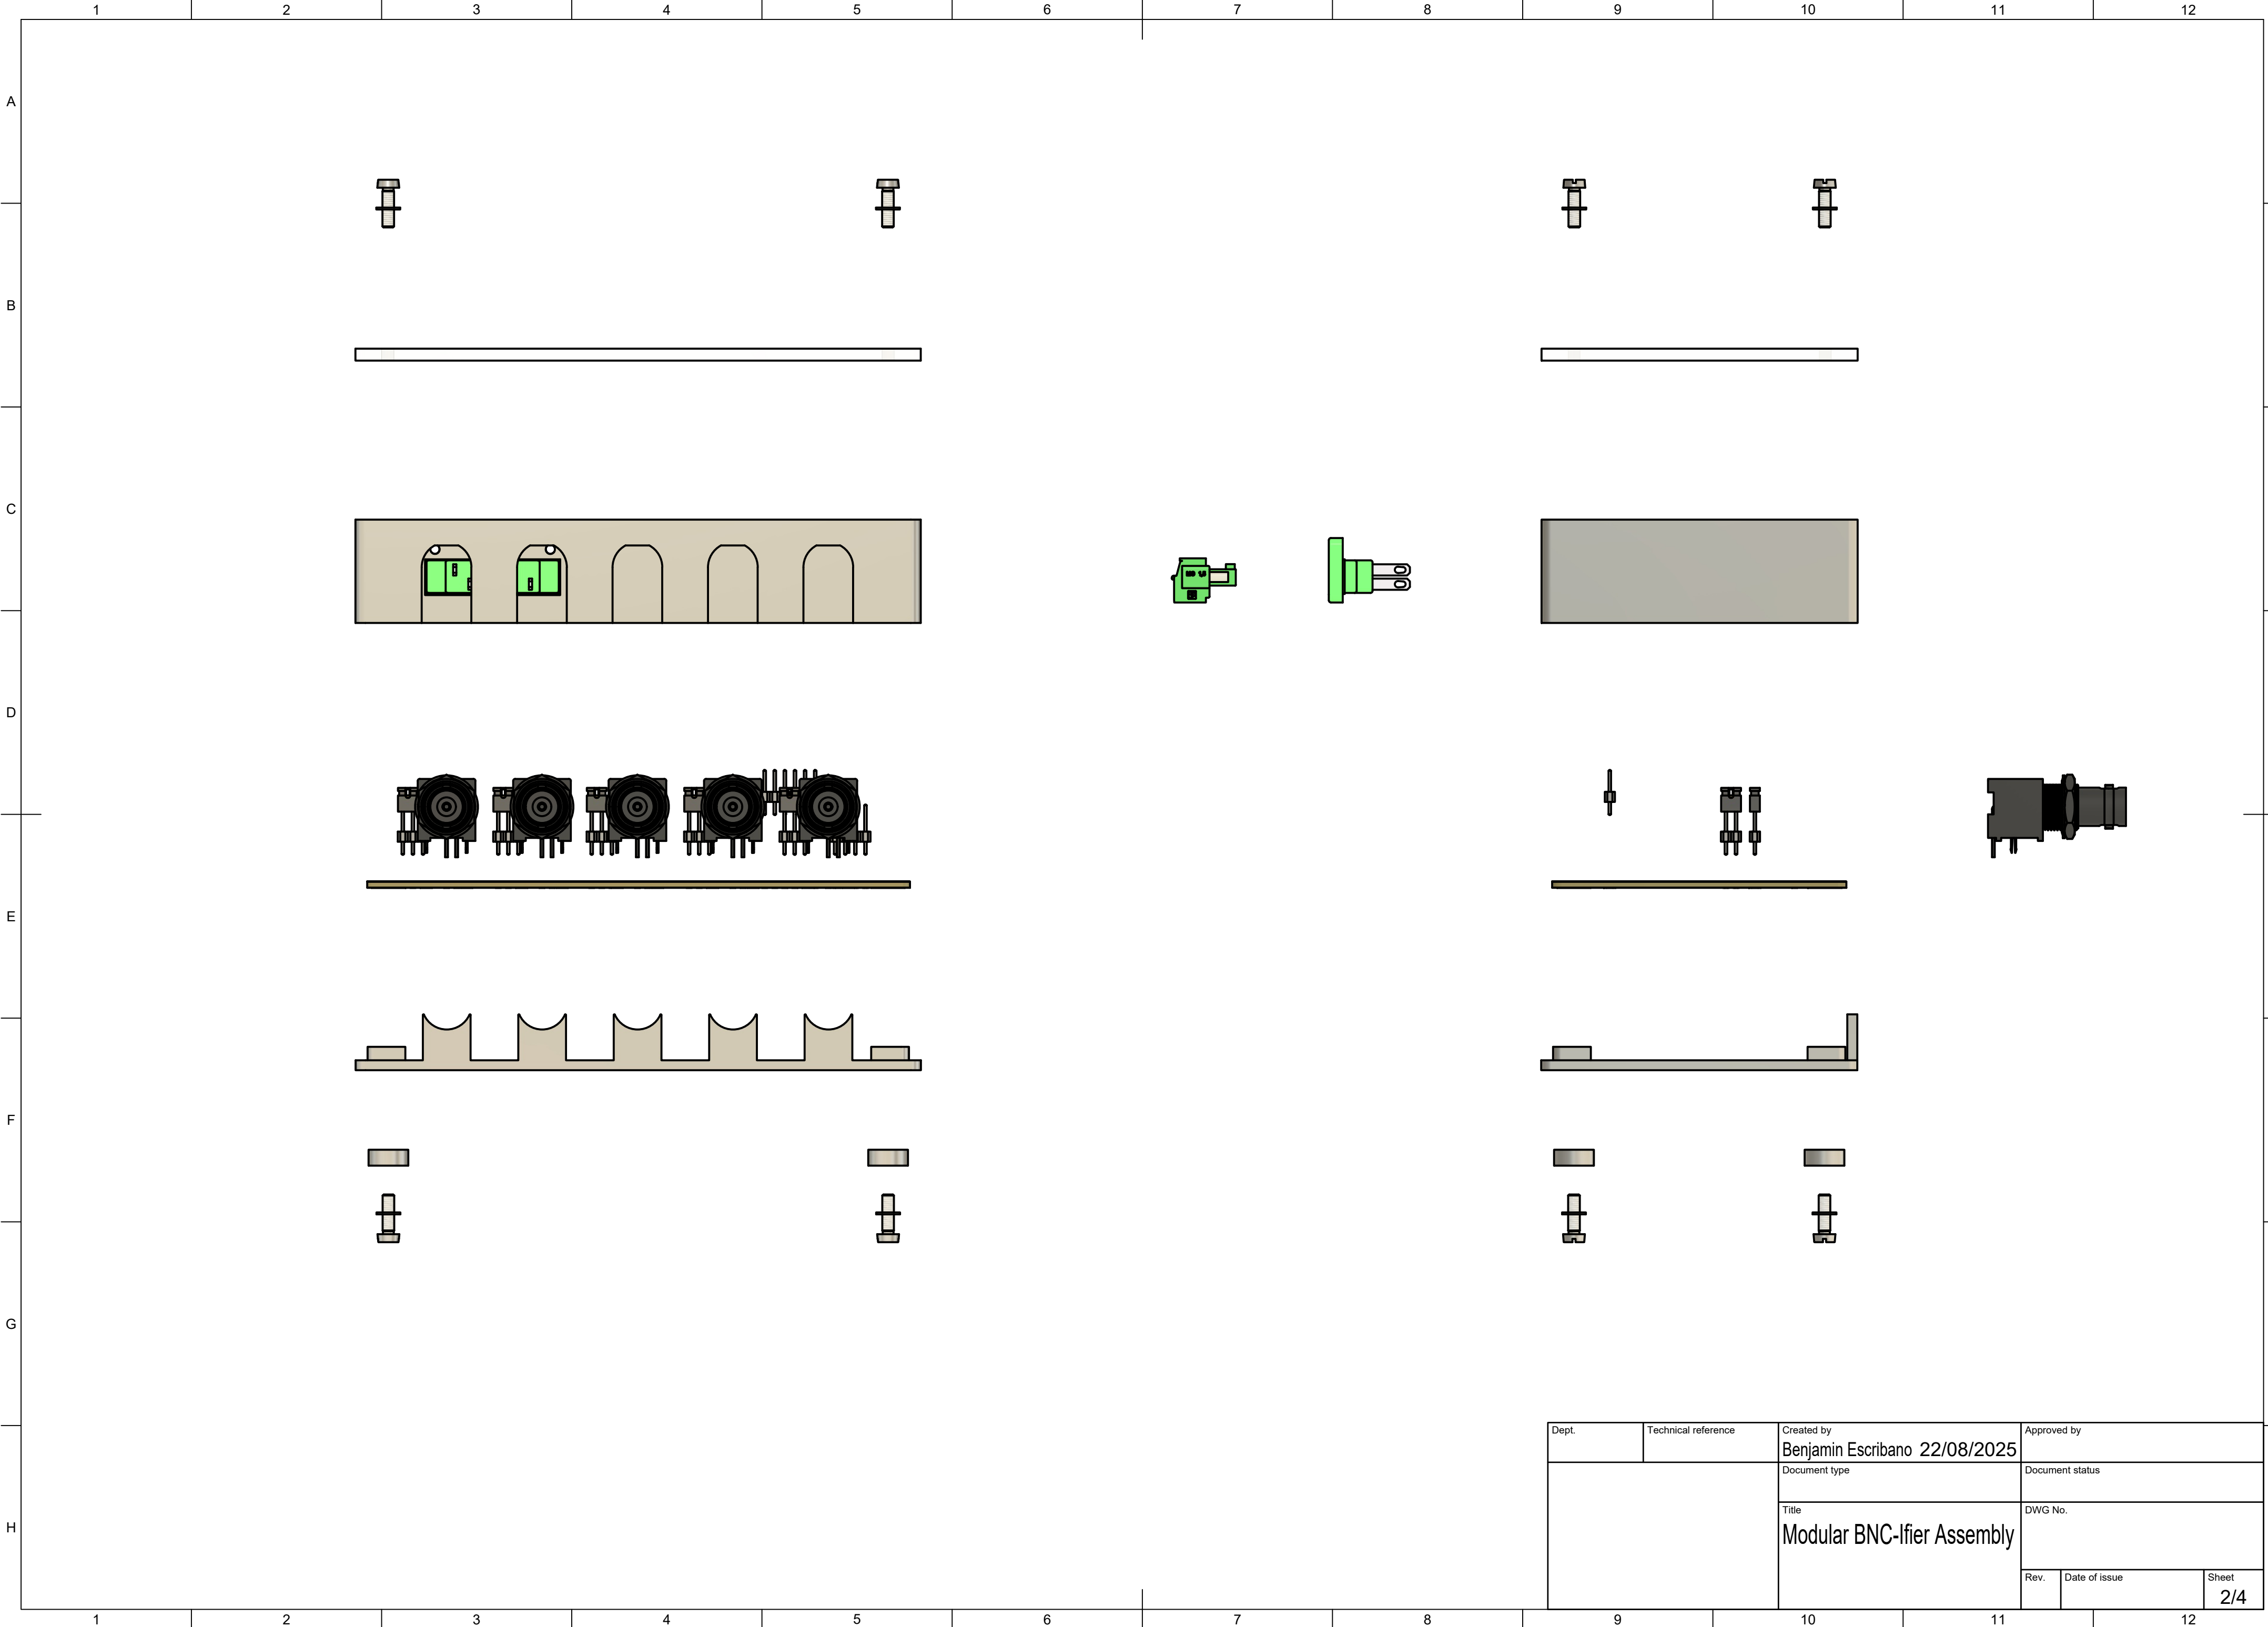 1 2 3 4 5 6 7 8 9 10 11 12
A
B
C
D
E
F
G
H
Dept. Technical reference Created by Approved by
Benjamin Escribano 22/08/2025
Document type Document status
Title DWG No.
Modular BNC-Ifier Assembly
Rev. Date of issue Sheet
2/4
1 2 3 4 5 6 7 8 9 10 11 12